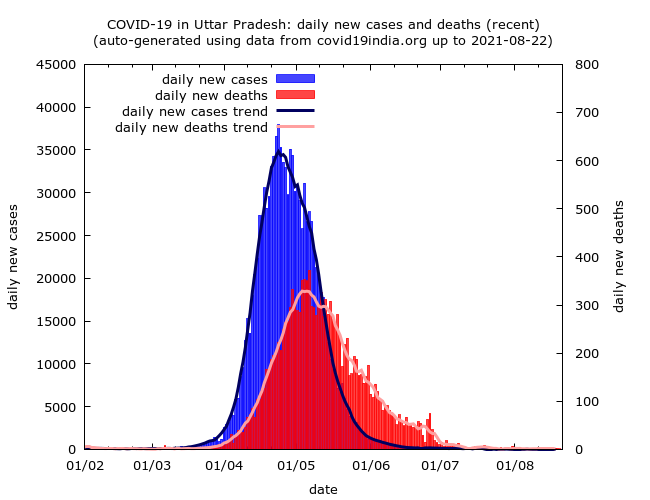 COVID-19 in Uttar Pradesh: daily new cases and deaths (recent)
(auto-generated using data from covid19india.org up to 2021-08-22)
daily new cases
daily new deaths
daily new cases trend
daily new deaths trend
45000
40000
35000
30000
25000
20000
15000
10000
5000
0
daily new cases
800
700
600
500
400
300
200
100
0
daily new deaths
01/02
01/03
01/04
01/05
01/06
01/07
01/08
date